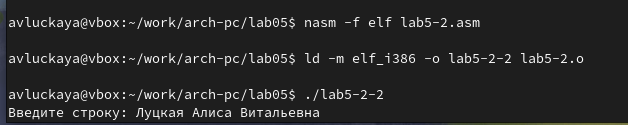 avluckaya@vbox:~/work/arch-pc/lab05$ nasm -f elf lab5-2.asm
avluckaya@vbox:~/work/arch-pc/lab05$ ld -m elf_i386 -o lab5-2-2 lab5-2.o
avluckaya@vbox:~/work/arch-pc/lab05$ ./lab5-2-2
Введите строку: Луцкая Алиса Витальевна